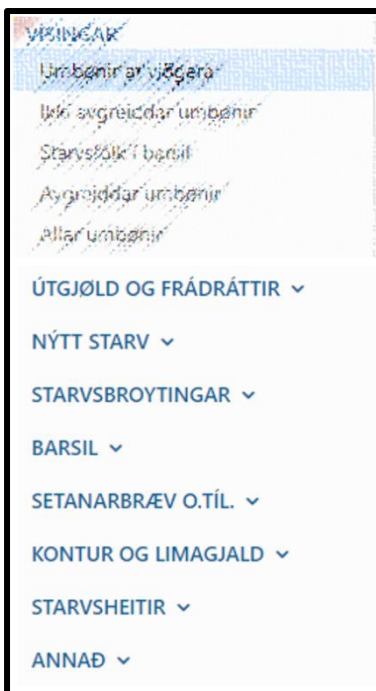 VÍSINGAR
Umbønir at viðgera
Ikki avgreiddar umbønir
Starvsfólk í barsil
Avgreiddar umbønir
Allar umbønir
ÚTGJØLD OG FRÁDRÁTTIR
NÝTT STARV
STARVSBROYTINGAR
BARSIL
SETANARBRÆV O.TÍL.
KONTUR OG LIMAGJALD
STARVSHEITIR
ANNAÐ